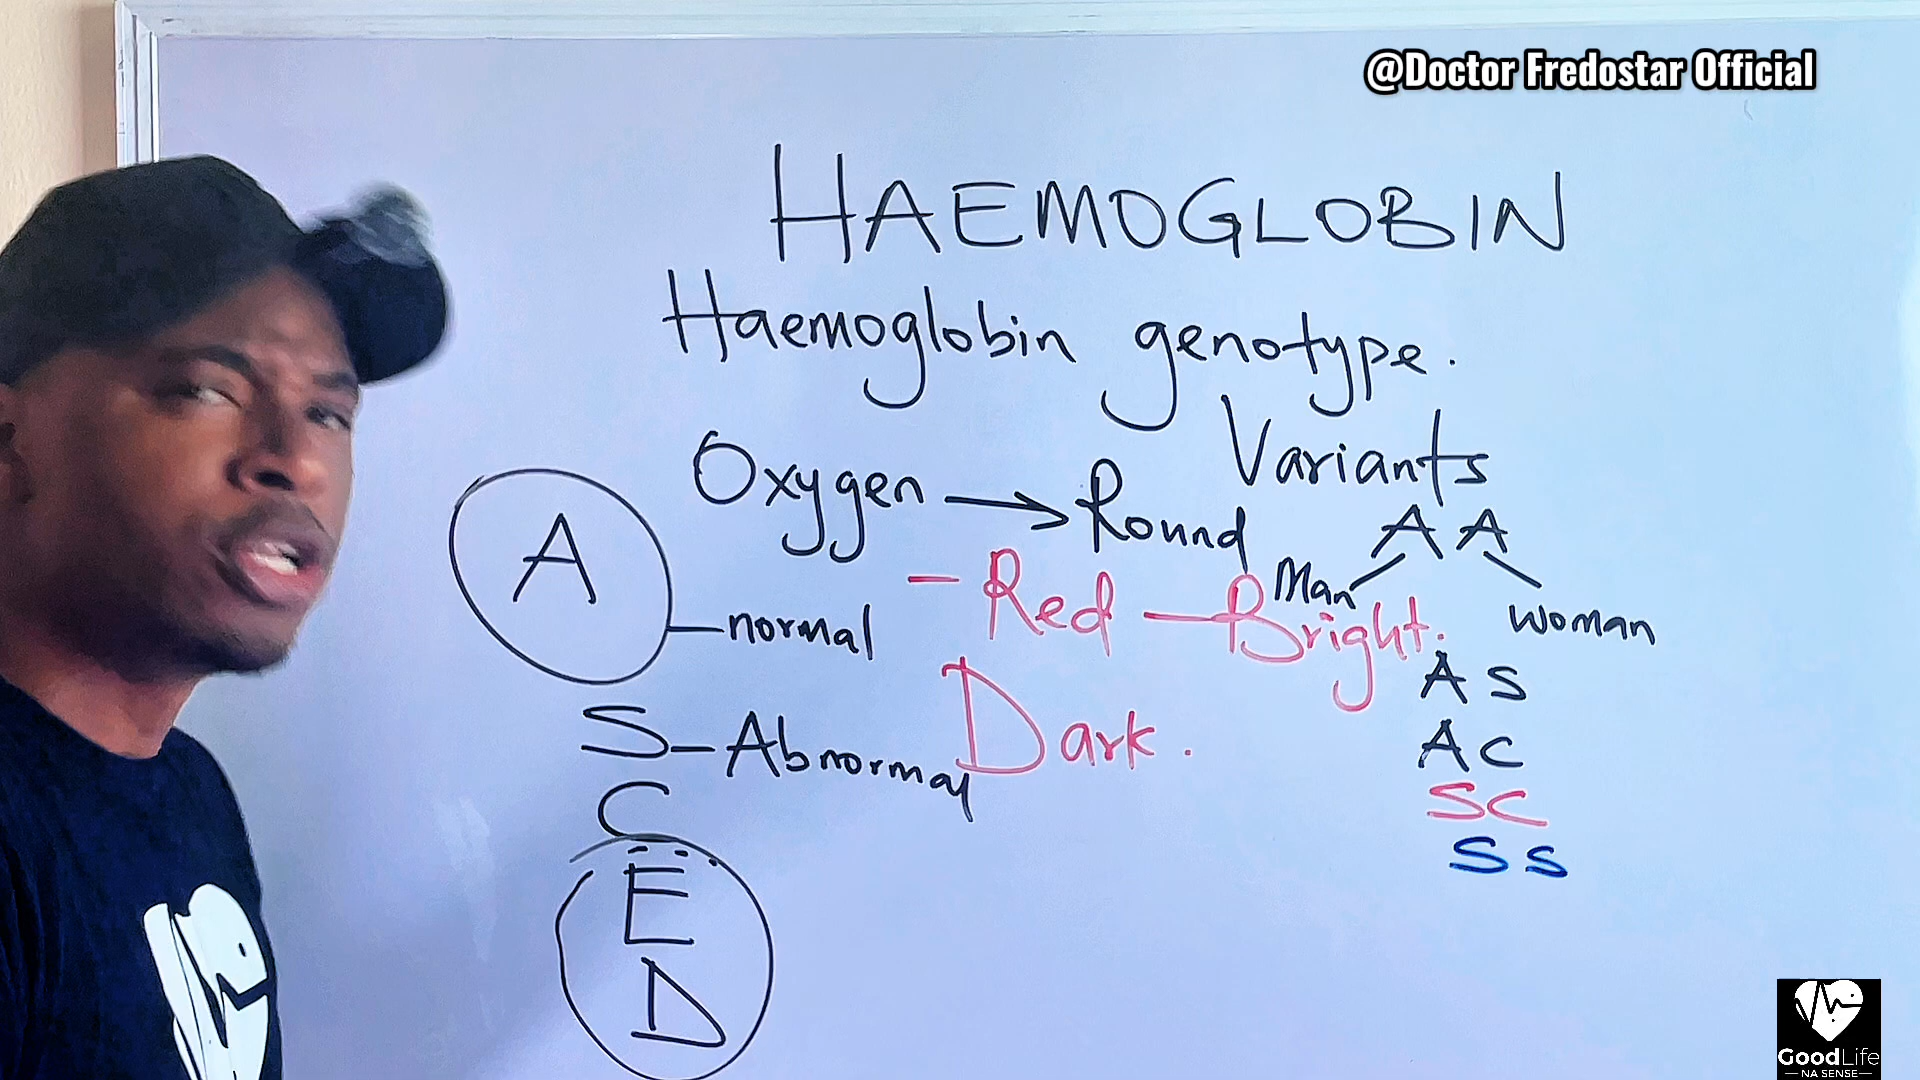 @Doctor Fredostar Official
HAEMOGLOBIN
Haemoglobin genotype.
Variants
Oxygen → Round
A A
Man
woman
A
– normal
– Red – Bright.
Dark.
S – Abnormal
C
E
D
A S
A C
S C
S S
GoodLife
—NA SENSE—